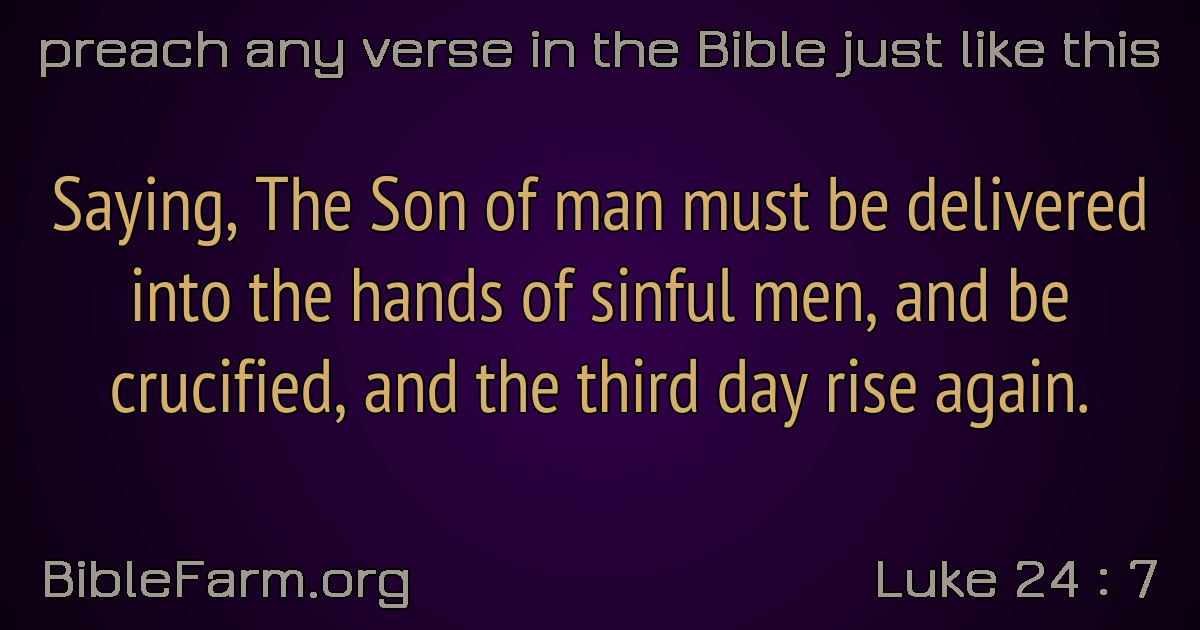 preach any verse in the Bible just like this
Saying, The Son of man must be delivered
into the hands of sinful men, and be
crucified, and the third day rise again.
BibleFarm.org
Luke 24 : 7